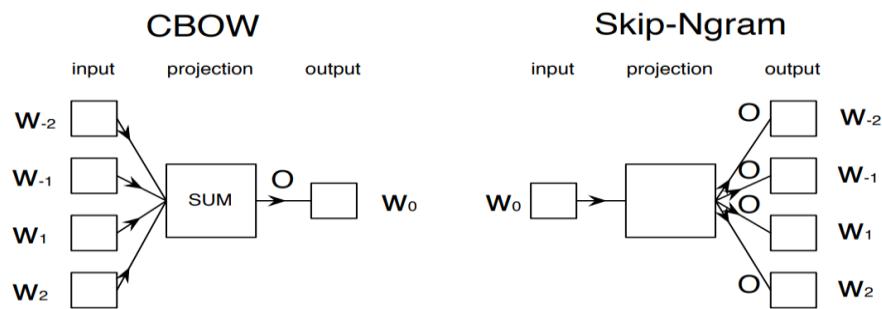 CBOW
input projection output
w-2
w-1
w1
w2
SUM
O
w0
Skip-Ngram
input projection output
w0
O
O
O
O
w-2
w-1
w1
w2